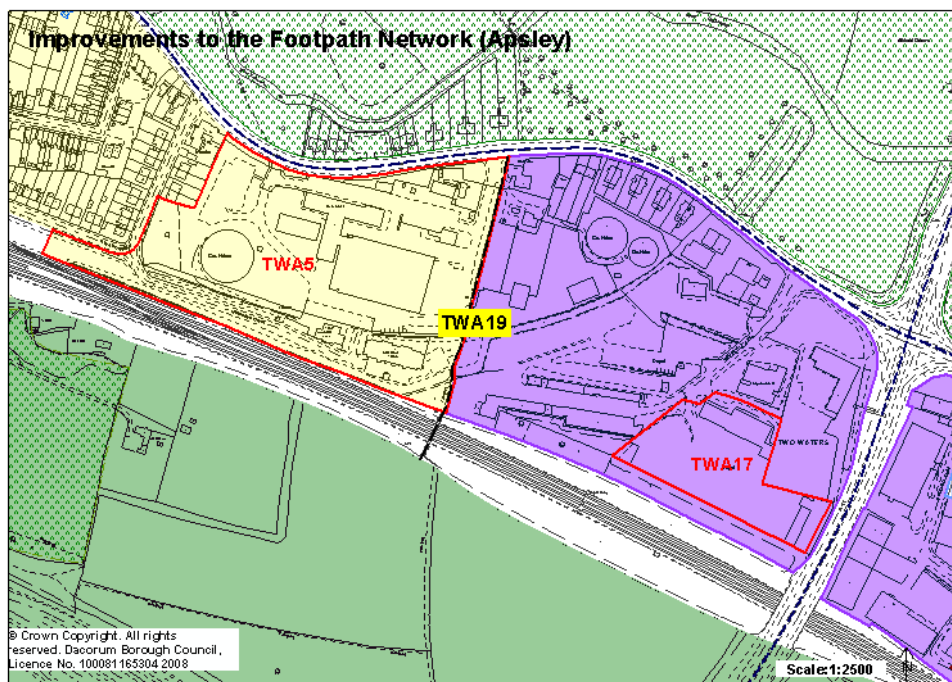 Improvements to the Footpath Network (Apsley)
TWA5
TWA19
TWA17
TWO WATERS
© Crown Copyright. All rights
reserved. Dacorum Borough Council,
Licence No. 100081165304 2008
Scale:1:2500
N